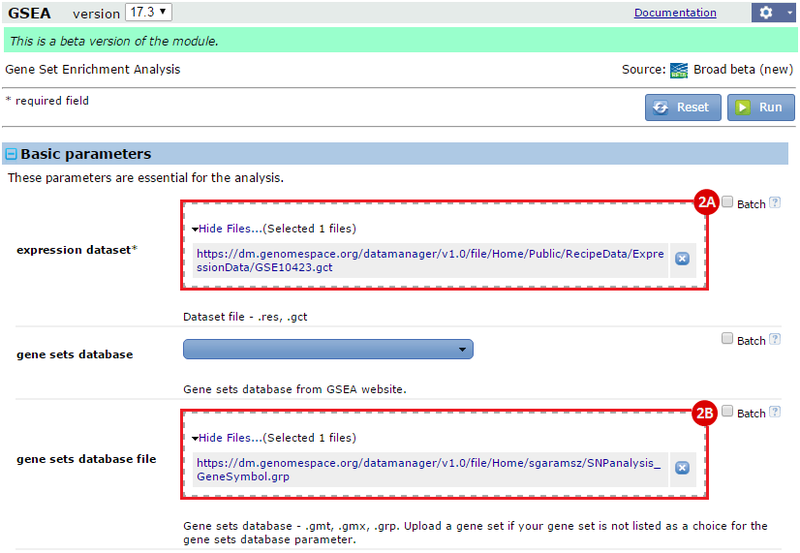 GSEA version 17.3 Documentation
This is a beta version of the module.
Gene Set Enrichment Analysis Source: BETA Broad beta (new)
* required field
Reset Run
Basic parameters
These parameters are essential for the analysis.
2A Batch ?
Hide Files...(Selected 1 files)
expression dataset*
https://dm.genomespace.org/datamanager/v1.0/file/Home/Public/RecipeData/Expre
ssionData/GSE10423.gct
Dataset file - .res, .gct
Batch ?
gene sets database
Gene sets database from GSEA website.
2B Batch ?
Hide Files...(Selected 1 files)
gene sets database file
https://dm.genomespace.org/datamanager/v1.0/file/Home/sgaramsz/SNPanalysis_
GeneSymbol.grp
Gene sets database - .gmt, .gmx, .grp. Upload a gene set if your gene set is not listed as a choice for the
gene sets database parameter.